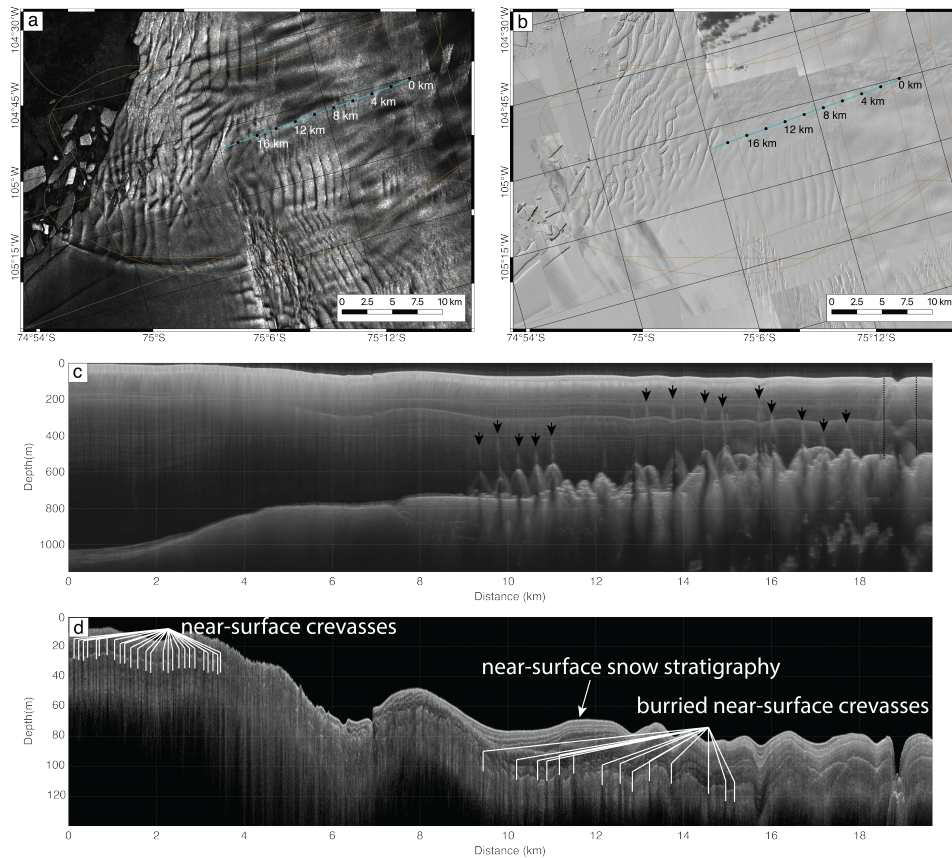 a
104°30'W
104°45'W
105°W
105°15'W
0 km
4 km
8 km
12 km
16 km
0 2.5 5 7.5 10 km
74°54'S 75°S 75°6'S 75°12'S
b
104°30'W
104°45'W
105°W
105°15'W
0 km
4 km
8 km
12 km
16 km
0 2.5 5 7.5 10 km
74°54'S 75°S 75°6'S 75°12'S
c
Depth(m)
0
200
400
600
800
1000
0 2 4 6 8 10 12 14 16 18
Distance (km)
d
near-surface crevasses
near-surface snow stratigraphy
burried near-surface crevasses
Depth(m)
0
20
40
60
80
100
120
0 2 4 6 8 10 12 14 16 18
Distance (km)